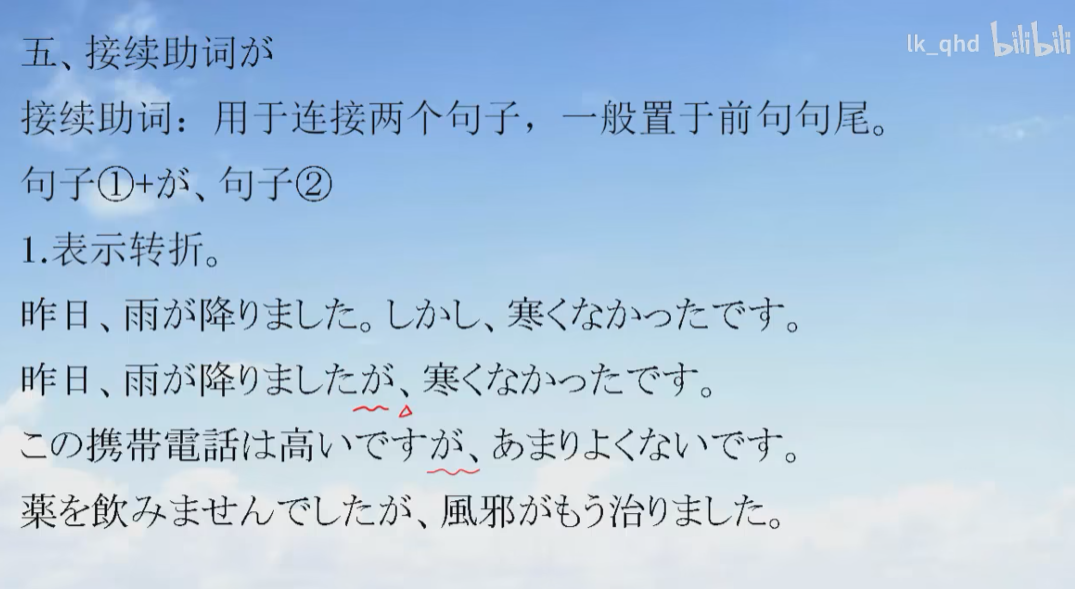 五、接续助词が
lk_qhd bilibili
接续助词：用于连接两个句子，一般置于前句句尾。
句子①+が、句子②
1.表示转折。
昨日、雨が降りました。しかし、寒くなかったです。
昨日、雨が降りましたが、寒くなかったです。
この携帯電話は高いですが、あまりよくないです。
薬を飲みませんでしたが、風邪がもう治りました。